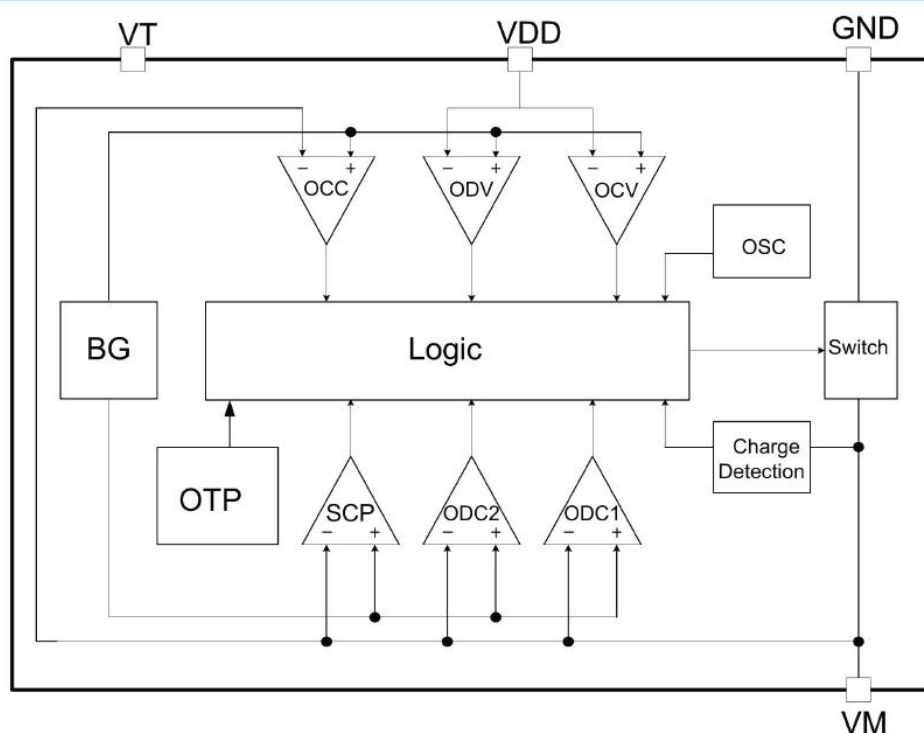 VT
VDD
GND
− +
− +
− +
OCC
ODV
OCV
OSC
BG
Logic
Switch
OTP
Charge
Detection
SCP
ODC2
ODC1
− +
− +
− +
VM